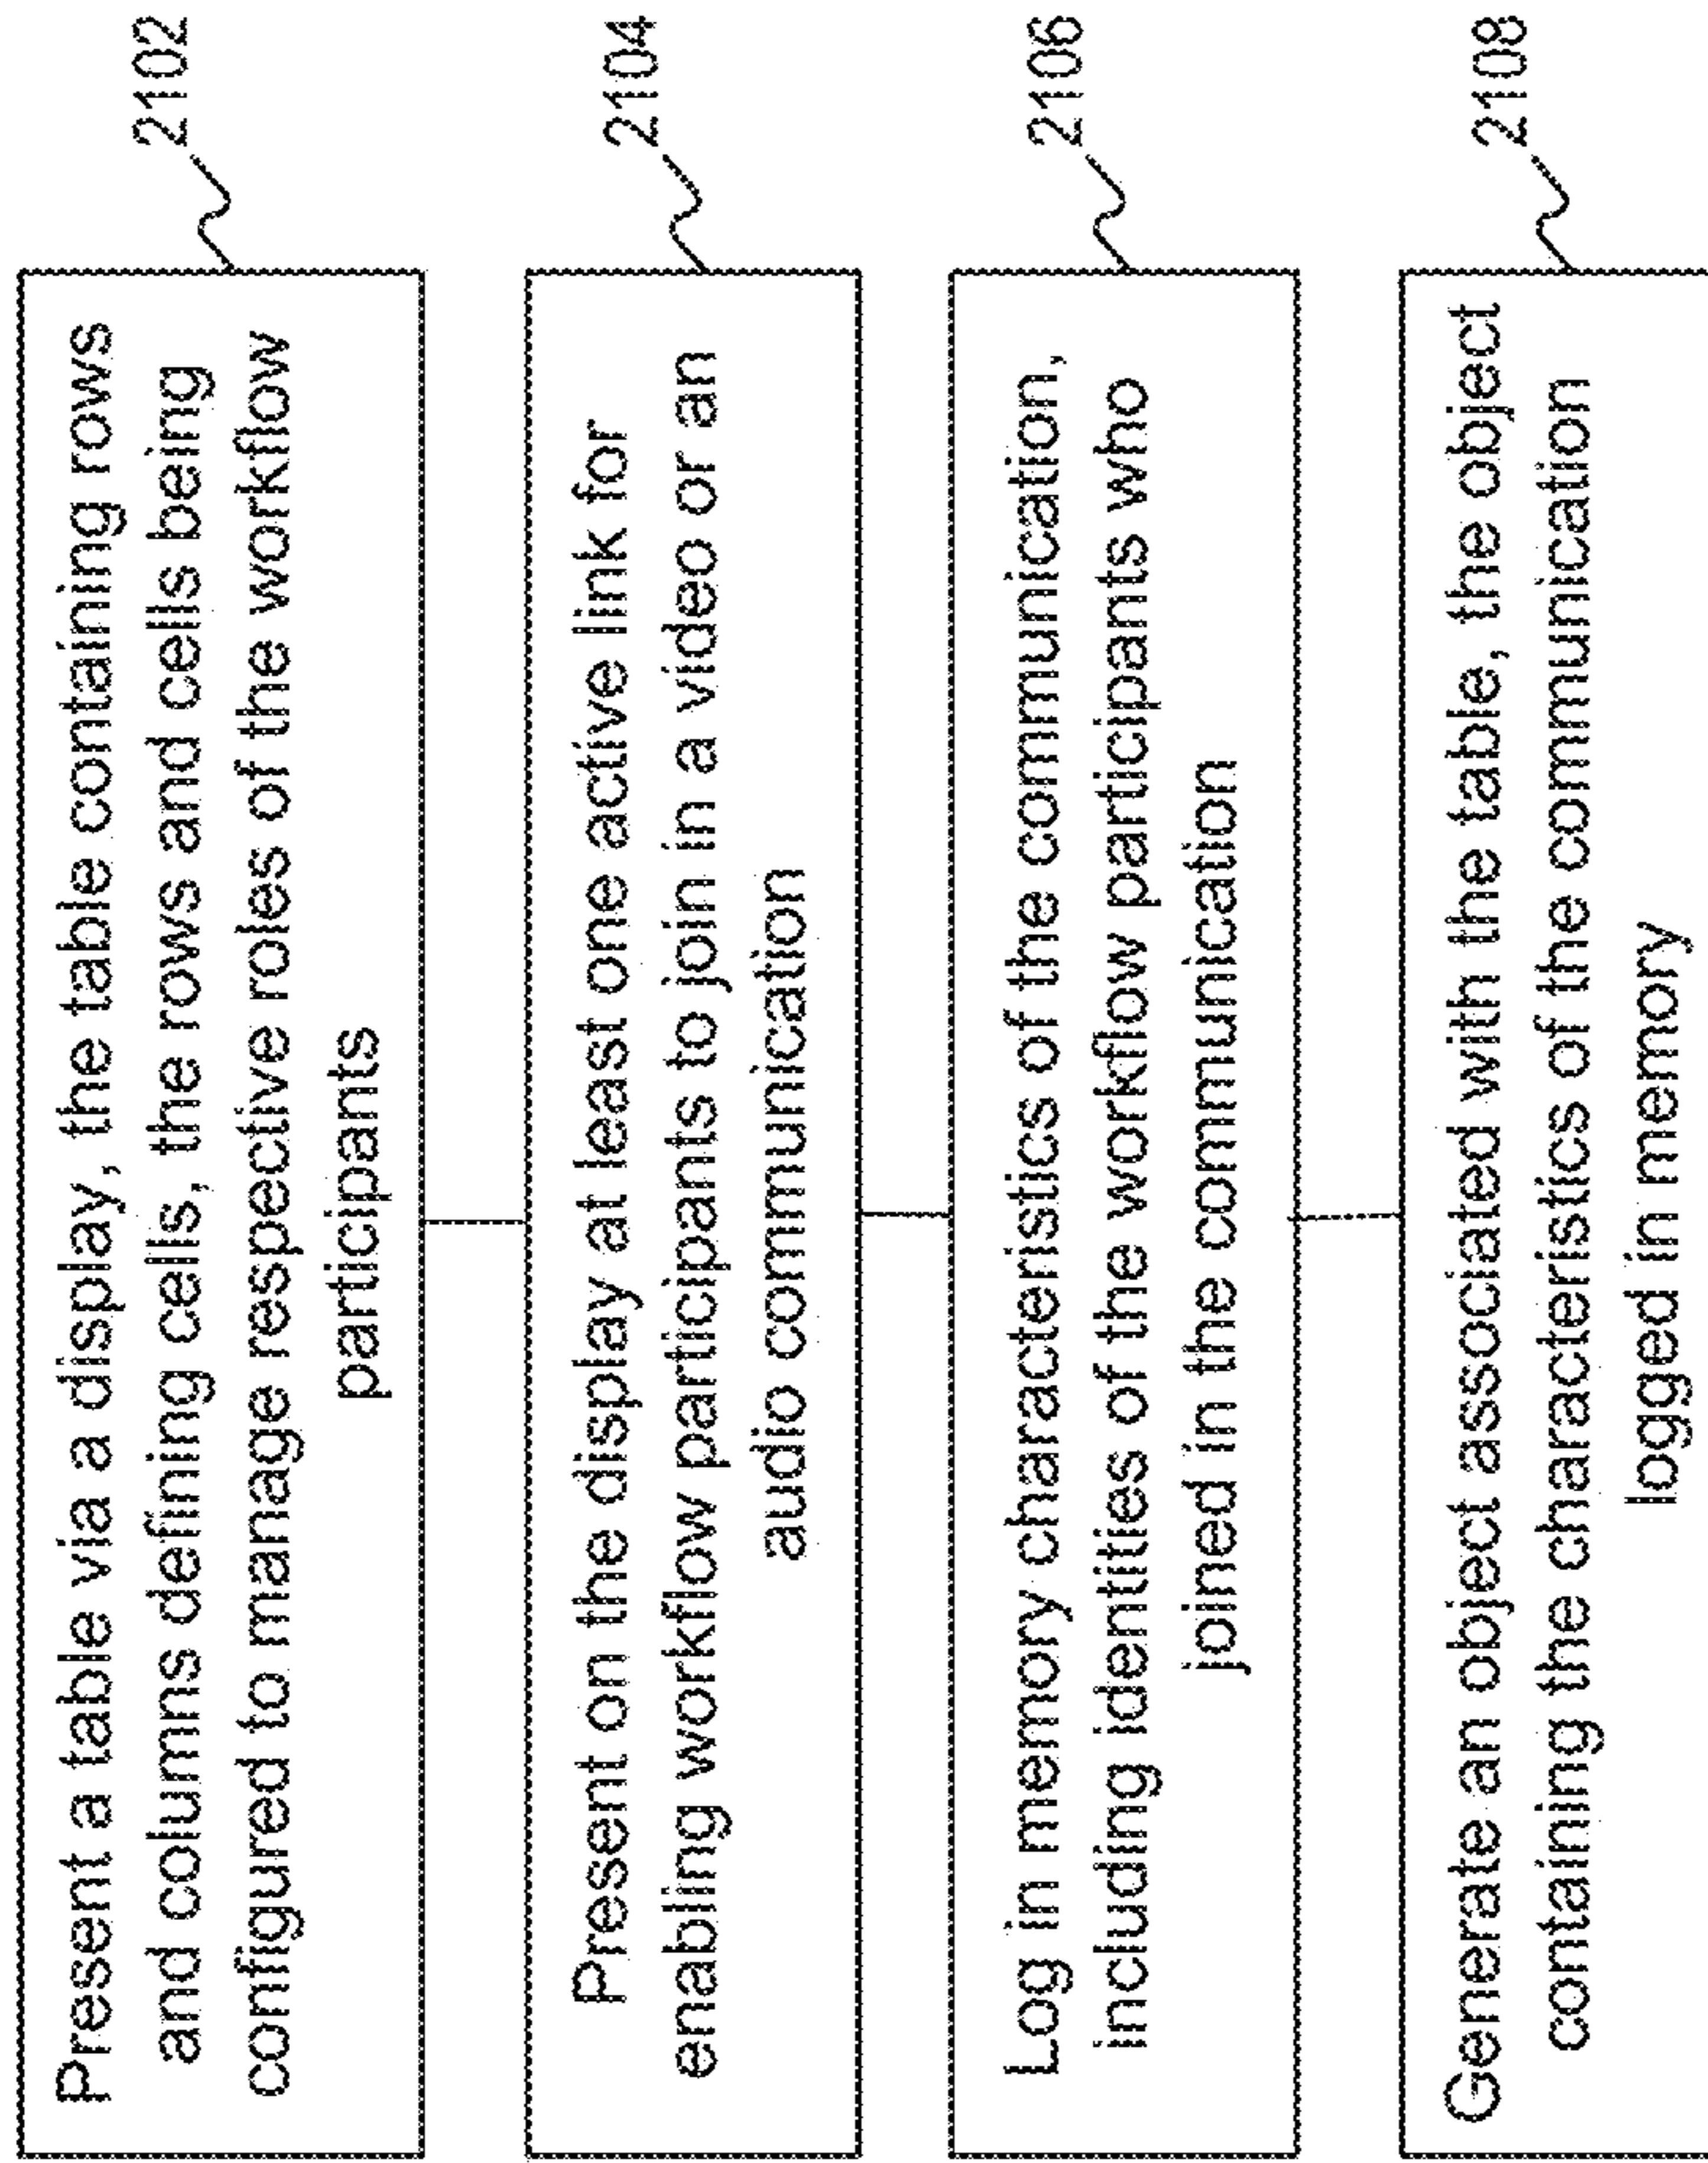 Present a table via a display, the table containing rows
and columns defining cells, the rows and cells being
configured to manage respective roles of the workflow
participants
2102
Present on the display at least one active link for
enabling workflow participants to join in a video or an
audio communication
2104
Log in memory characteristics of the communication,
including identities of the workflow participants who
joined in the communication
2106
Generate an object associated with the table, the object
containing the characteristics of the communication
logged in memory
2108